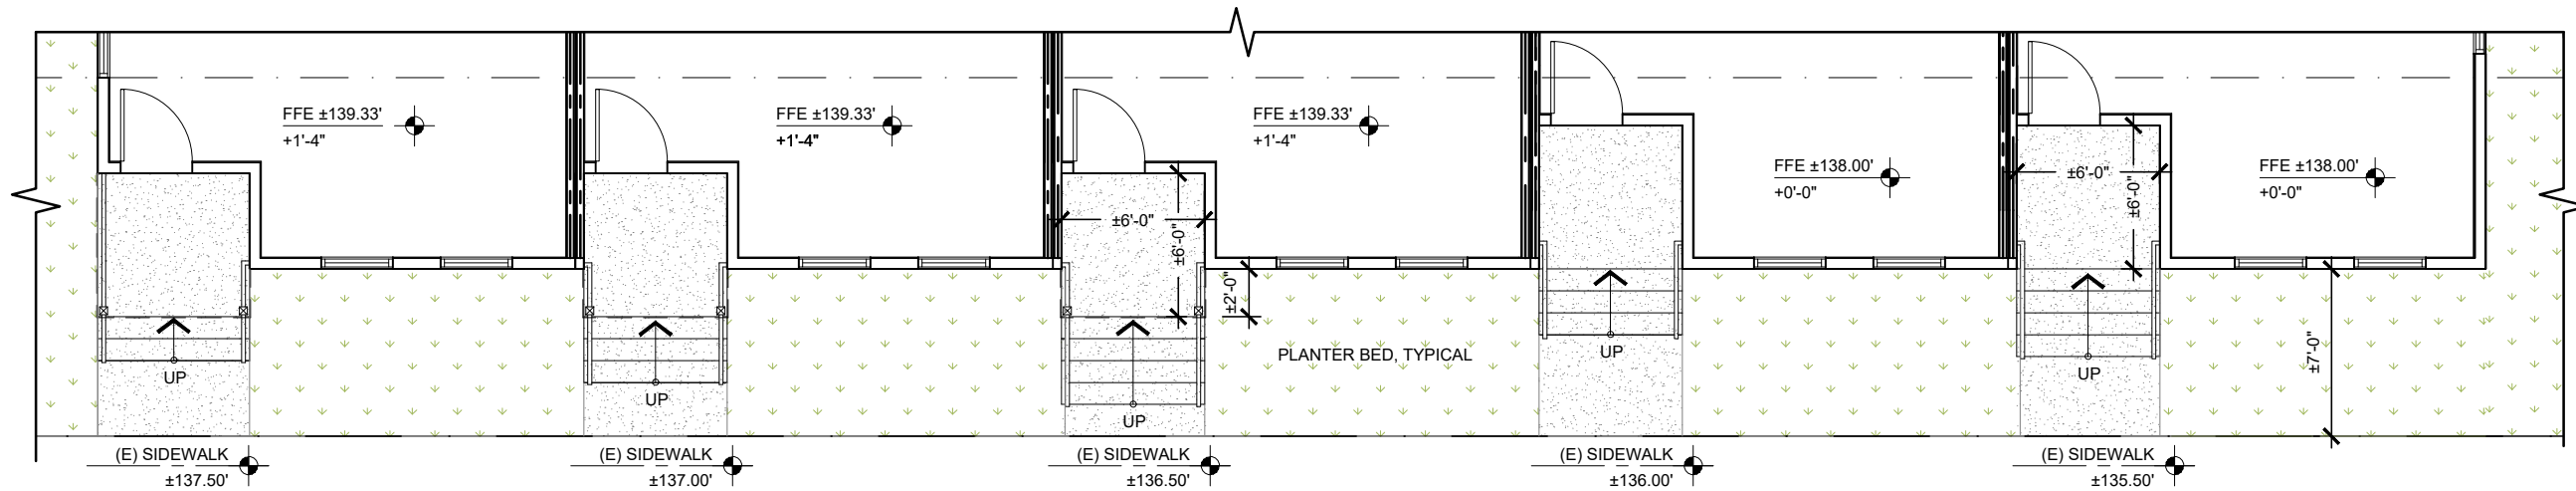 FFE ±139.33'
+1'-4"
FFE ±139.33'
+1'-4"
FFE ±139.33'
+1'-4"
FFE ±138.00'
+0'-0"
FFE ±138.00'
+0'-0"
±6'-0"
±6'-0"
±2'-0"
±6'-0"
±6'-0"
±7'-0"
PLANTER BED, TYPICAL
UP
UP
UP
UP
UP
(E) SIDEWALK
±137.50'
(E) SIDEWALK
±137.00'
(E) SIDEWALK
±136.50'
(E) SIDEWALK
±136.00'
(E) SIDEWALK
±135.50'